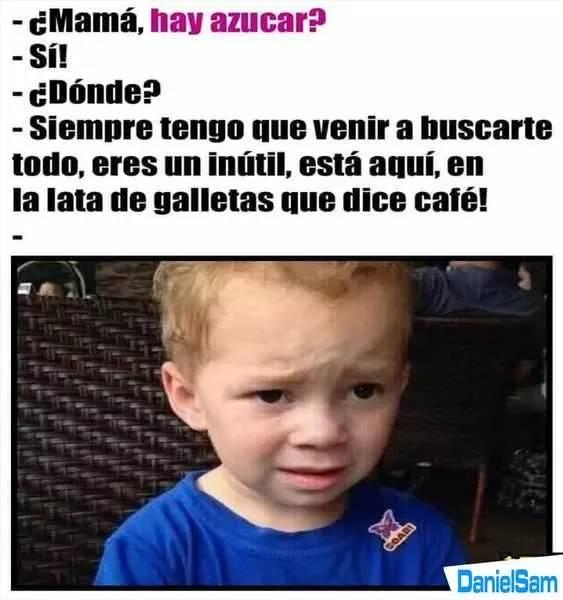 - ¿Mamá, hay azucar?
- Sí!
- ¿Dónde?
- Siempre tengo que venir a buscarte
todo, eres un inútil, está aquí, en
la lata de galletas que dice café!
-
DanielSam